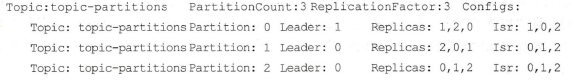 Topic:topic-partitions PartitionCount:3 ReplicationFactor:3 Configs:
Topic: topic-partitions Partition: 0 Leader: 1 Replicas: 1,2,0 Isr: 1,0,2
Topic: topic-partitions Partition: 1 Leader: 0 Replicas: 2,0,1 Isr: 0,1,2
Topic: topic-partitions Partition: 2 Leader: 0 Replicas: 0,1,2 Isr: 0,1,2